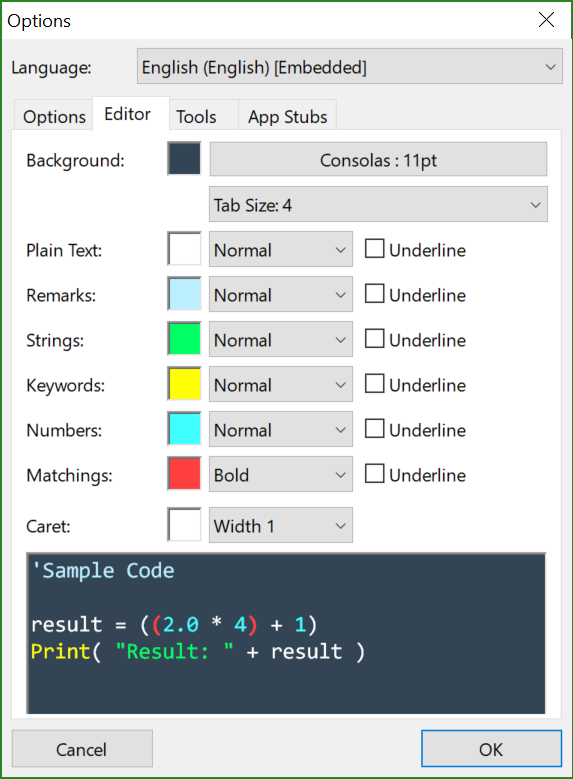 Options
Language: English (English) [Embedded]
Options Editor Tools App Stubs
Background: Consolas : 11pt
Tab Size: 4
Plain Text: Normal Underline
Remarks: Normal Underline
Strings: Normal Underline
Keywords: Normal Underline
Numbers: Normal Underline
Matchings: Bold Underline
Caret: Width 1
'Sample Code
result = ((2.0 * 4) + 1)
Print( "Result: " + result )
Cancel OK